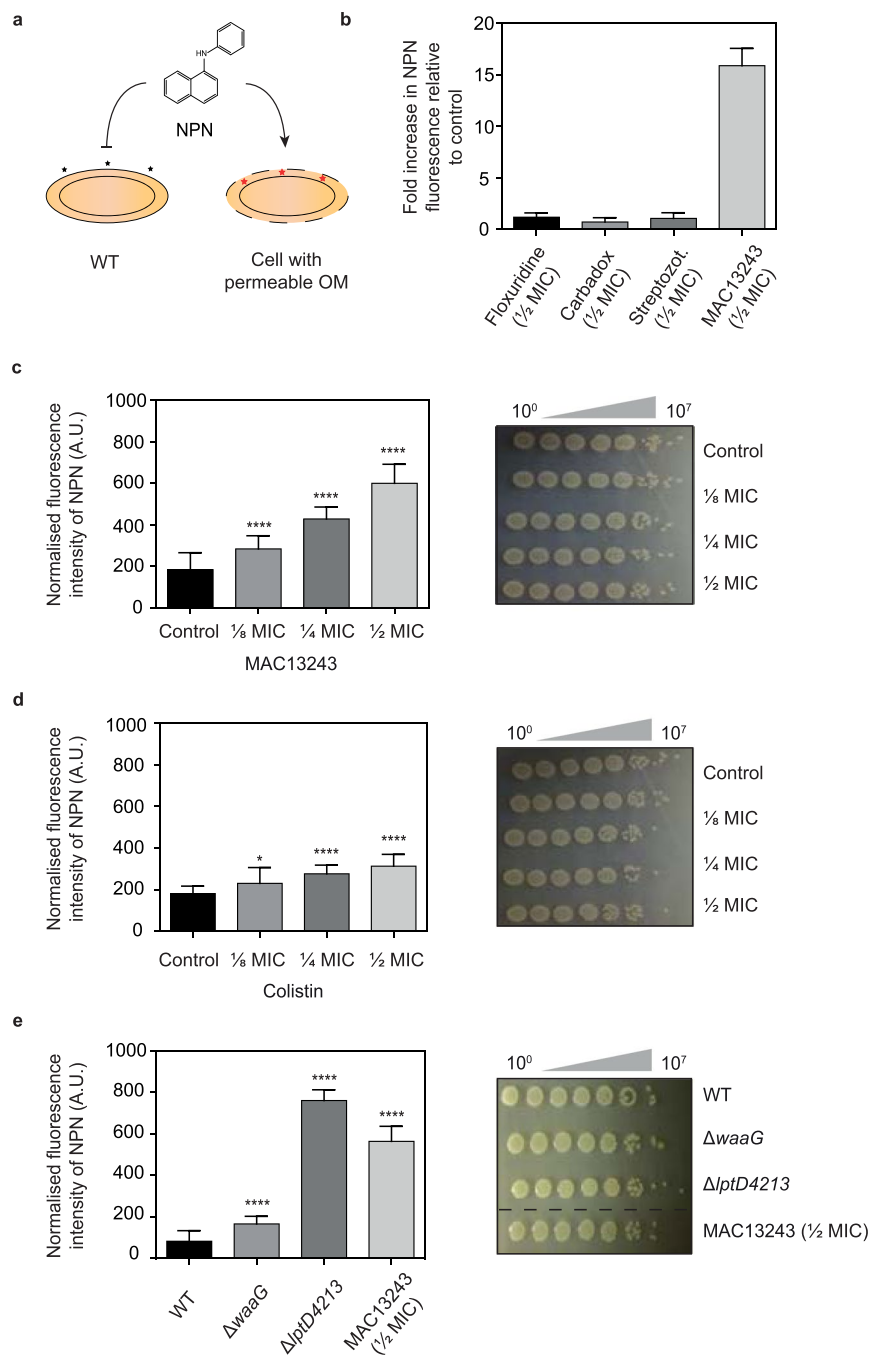 a
HN
NPN
WT
Cell with
permeable OM
b
Fold increase in NPN
fluorescence relative
to control
20
15
10
5
0
Floxuridine
(½ MIC)
Carbadox
(½ MIC)
Streptozot.
(½ MIC)
MAC13243
(½ MIC)
c
Normalised fluorescence
intensity of NPN (A.U.)
1000
800
600
400
200
0
****
****
****
Control ⅛ MIC ¼ MIC ½ MIC
MAC13243
10⁰ 10⁷
Control
⅛ MIC
¼ MIC
½ MIC
d
Normalised fluorescence
intensity of NPN (A.U.)
1000
800
600
400
200
0
*
****
****
Control ⅛ MIC ¼ MIC ½ MIC
Colistin
10⁰ 10⁷
Control
⅛ MIC
¼ MIC
½ MIC
e
Normalised fluorescence
intensity of NPN (A.U.)
1000
800
600
400
200
0
****
****
****
WT
ΔwaaG
ΔlptD4213
MAC13243
(½ MIC)
10⁰ 10⁷
WT
ΔwaaG
ΔlptD4213
MAC13243 (½ MIC)